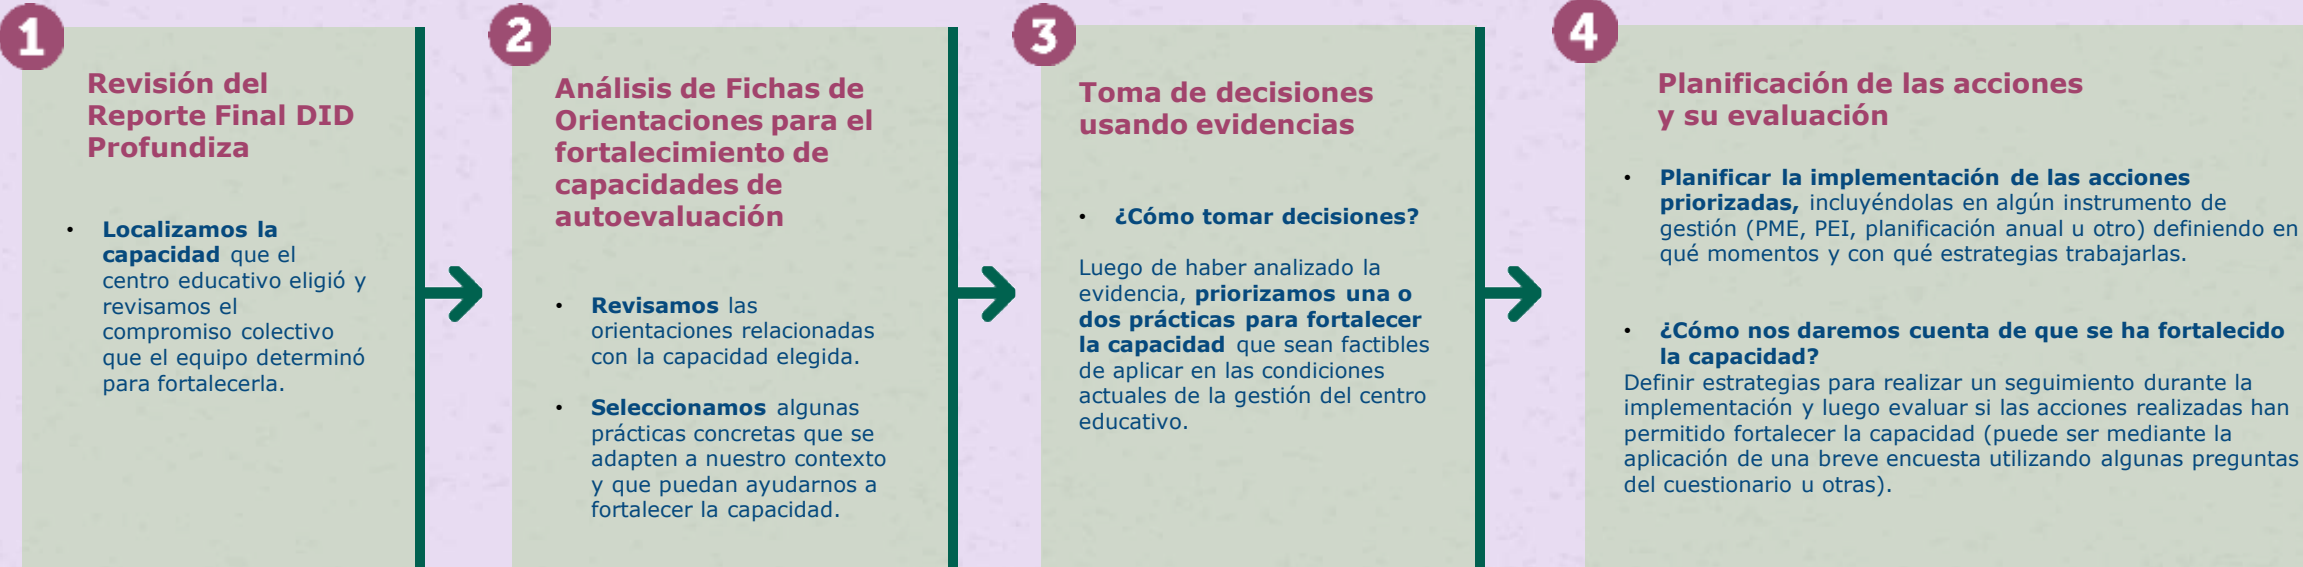 1
Revisión del
Reporte Final DID
Profundiza
• Localizamos la
capacidad que el
centro educativo eligió y
revisamos el
compromiso colectivo
que el equipo determinó
para fortalecerla.
2
Análisis de Fichas de
Orientaciones para el
fortalecimiento de
capacidades de
autoevaluación
• Revisamos las
orientaciones relacionadas
con la capacidad elegida.
• Seleccionamos algunas
prácticas concretas que se
adapten a nuestro contexto
y que puedan ayudarnos a
fortalecer la capacidad.
3
Toma de decisiones
usando evidencias
• ¿Cómo tomar decisiones?
Luego de haber analizado la
evidencia, priorizamos una o
dos prácticas para fortalecer
la capacidad que sean factibles
de aplicar en las condiciones
actuales de la gestión del centro
educativo.
4
Planificación de las acciones
y su evaluación
• Planificar la implementación de las acciones
priorizadas, incluyéndolas en algún instrumento de
gestión (PME, PEI, planificación anual u otro) definiendo en
qué momentos y con qué estrategias trabajarlas.
• ¿Cómo nos daremos cuenta de que se ha fortalecido
la capacidad?
Definir estrategias para realizar un seguimiento durante la
implementación y luego evaluar si las acciones realizadas han
permitido fortalecer la capacidad (puede ser mediante la
aplicación de una breve encuesta utilizando algunas preguntas
del cuestionario u otras).